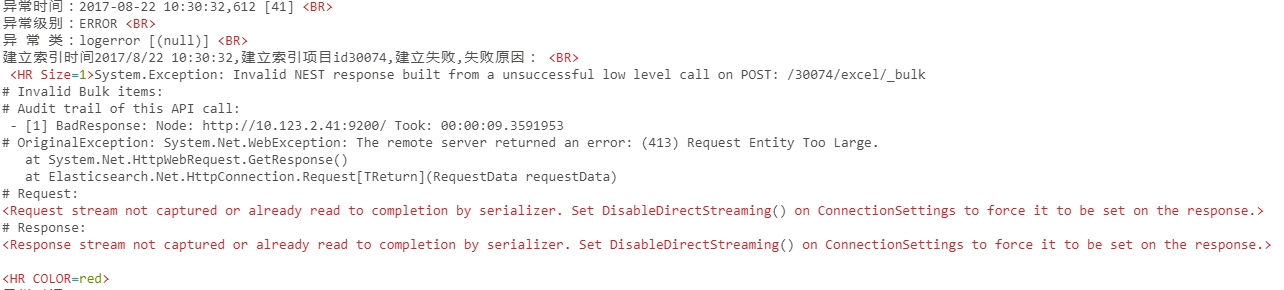 异常时间：2017-08-22 10:30:32,612 [41] <BR>
异常级别：ERROR <BR>
异 常 类：logerror [(null)] <BR>
建立索引时间2017/8/22 10:30:32,建立索引项目id30074,建立失败,失败原因： <BR>
<HR Size=1>System.Exception: Invalid NEST response built from a unsuccessful low level call on POST: /30074/excel/_bulk
# Invalid Bulk items:
# Audit trail of this API call:
- [1] BadResponse: Node: http://10.123.2.41:9200/ Took: 00:00:09.3591953
# OriginalException: System.Net.WebException: The remote server returned an error: (413) Request Entity Too Large.
at System.Net.HttpWebRequest.GetResponse()
at Elasticsearch.Net.HttpConnection.Request[TReturn](RequestData requestData)
# Request:
<Request stream not captured or already read to completion by serializer. Set DisableDirectStreaming() on ConnectionSettings to force it to be set on the response.>
# Response:
<Response stream not captured or already read to completion by serializer. Set DisableDirectStreaming() on ConnectionSettings to force it to be set on the response.>
<HR COLOR=red>